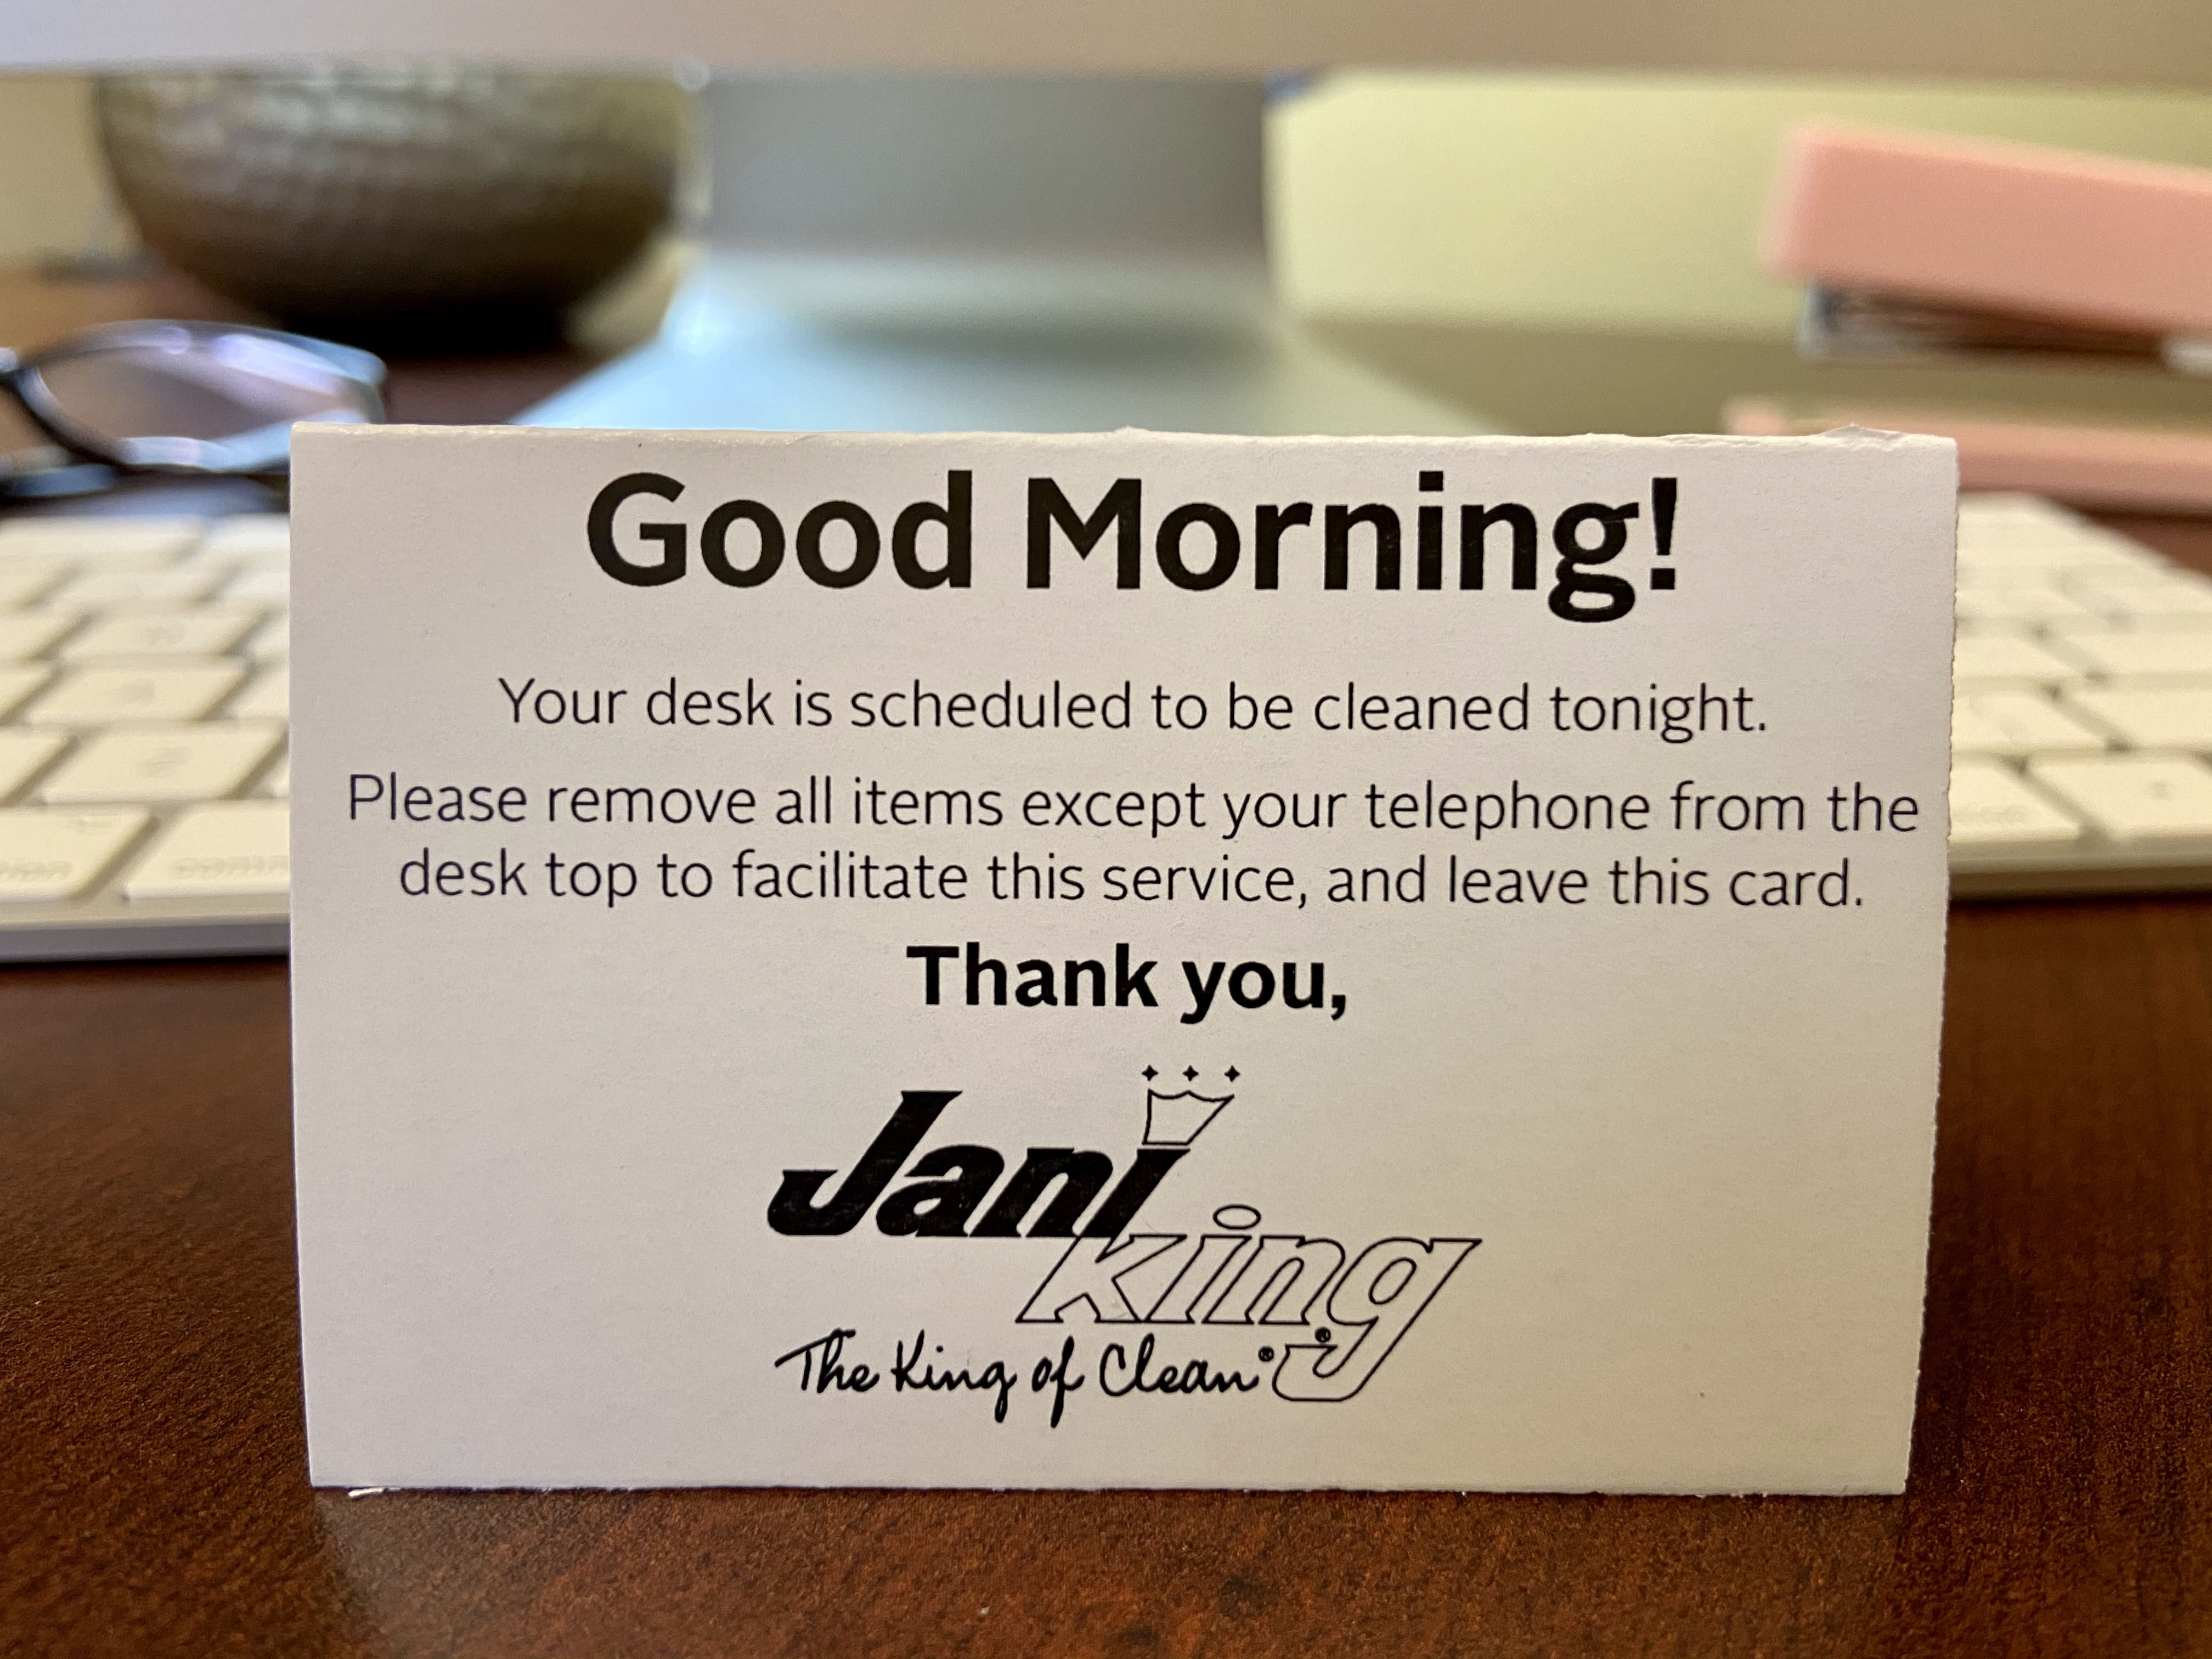 Good Morning!
Your desk is scheduled to be cleaned tonight.
Please remove all items except your telephone from the
desk top to facilitate this service, and leave this card.
Thank you,
Jani
king®
The King of Clean®